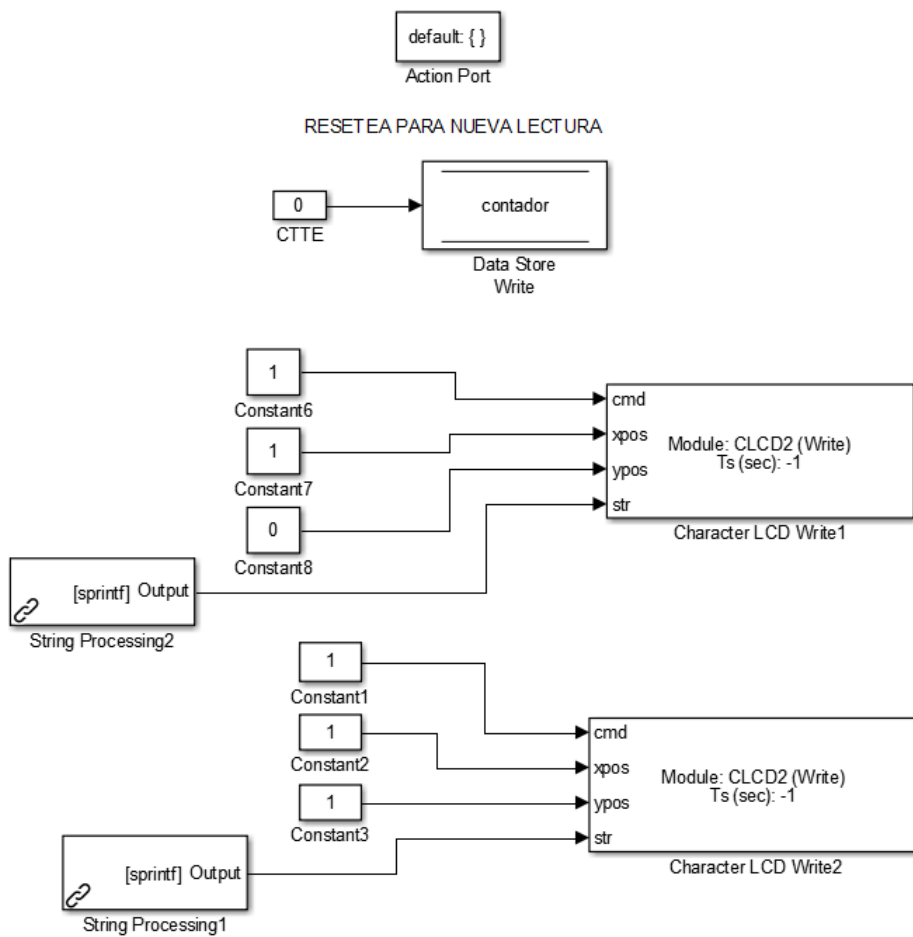 default: { }
Action Port
RESETEA PARA NUEVA LECTURA
0
CTTE
contador
Data Store
Write
1
Constant6
1
Constant7
0
Constant8
cmd
xpos
ypos
str
Module: CLCD2 (Write)
Ts (sec): -1
Character LCD Write1
[sprintf] Output
String Processing2
1
Constant1
1
Constant2
1
Constant3
cmd
xpos
ypos
str
Module: CLCD2 (Write)
Ts (sec): -1
Character LCD Write2
[sprintf] Output
String Processing1